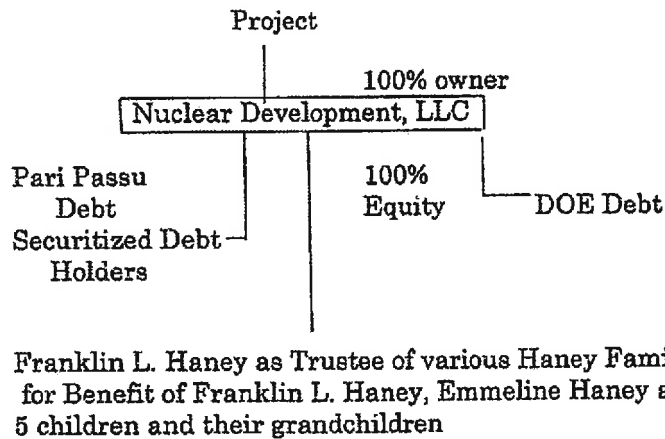 Project
100% owner
Nuclear Development, LLC
Pari Passu
Debt
Securitized Debt
Holders
100%
Equity
DOE Debt
Franklin L. Haney as Trustee of various Haney Fami
for Benefit of Franklin L. Haney, Emmeline Haney a
5 children and their grandchildren